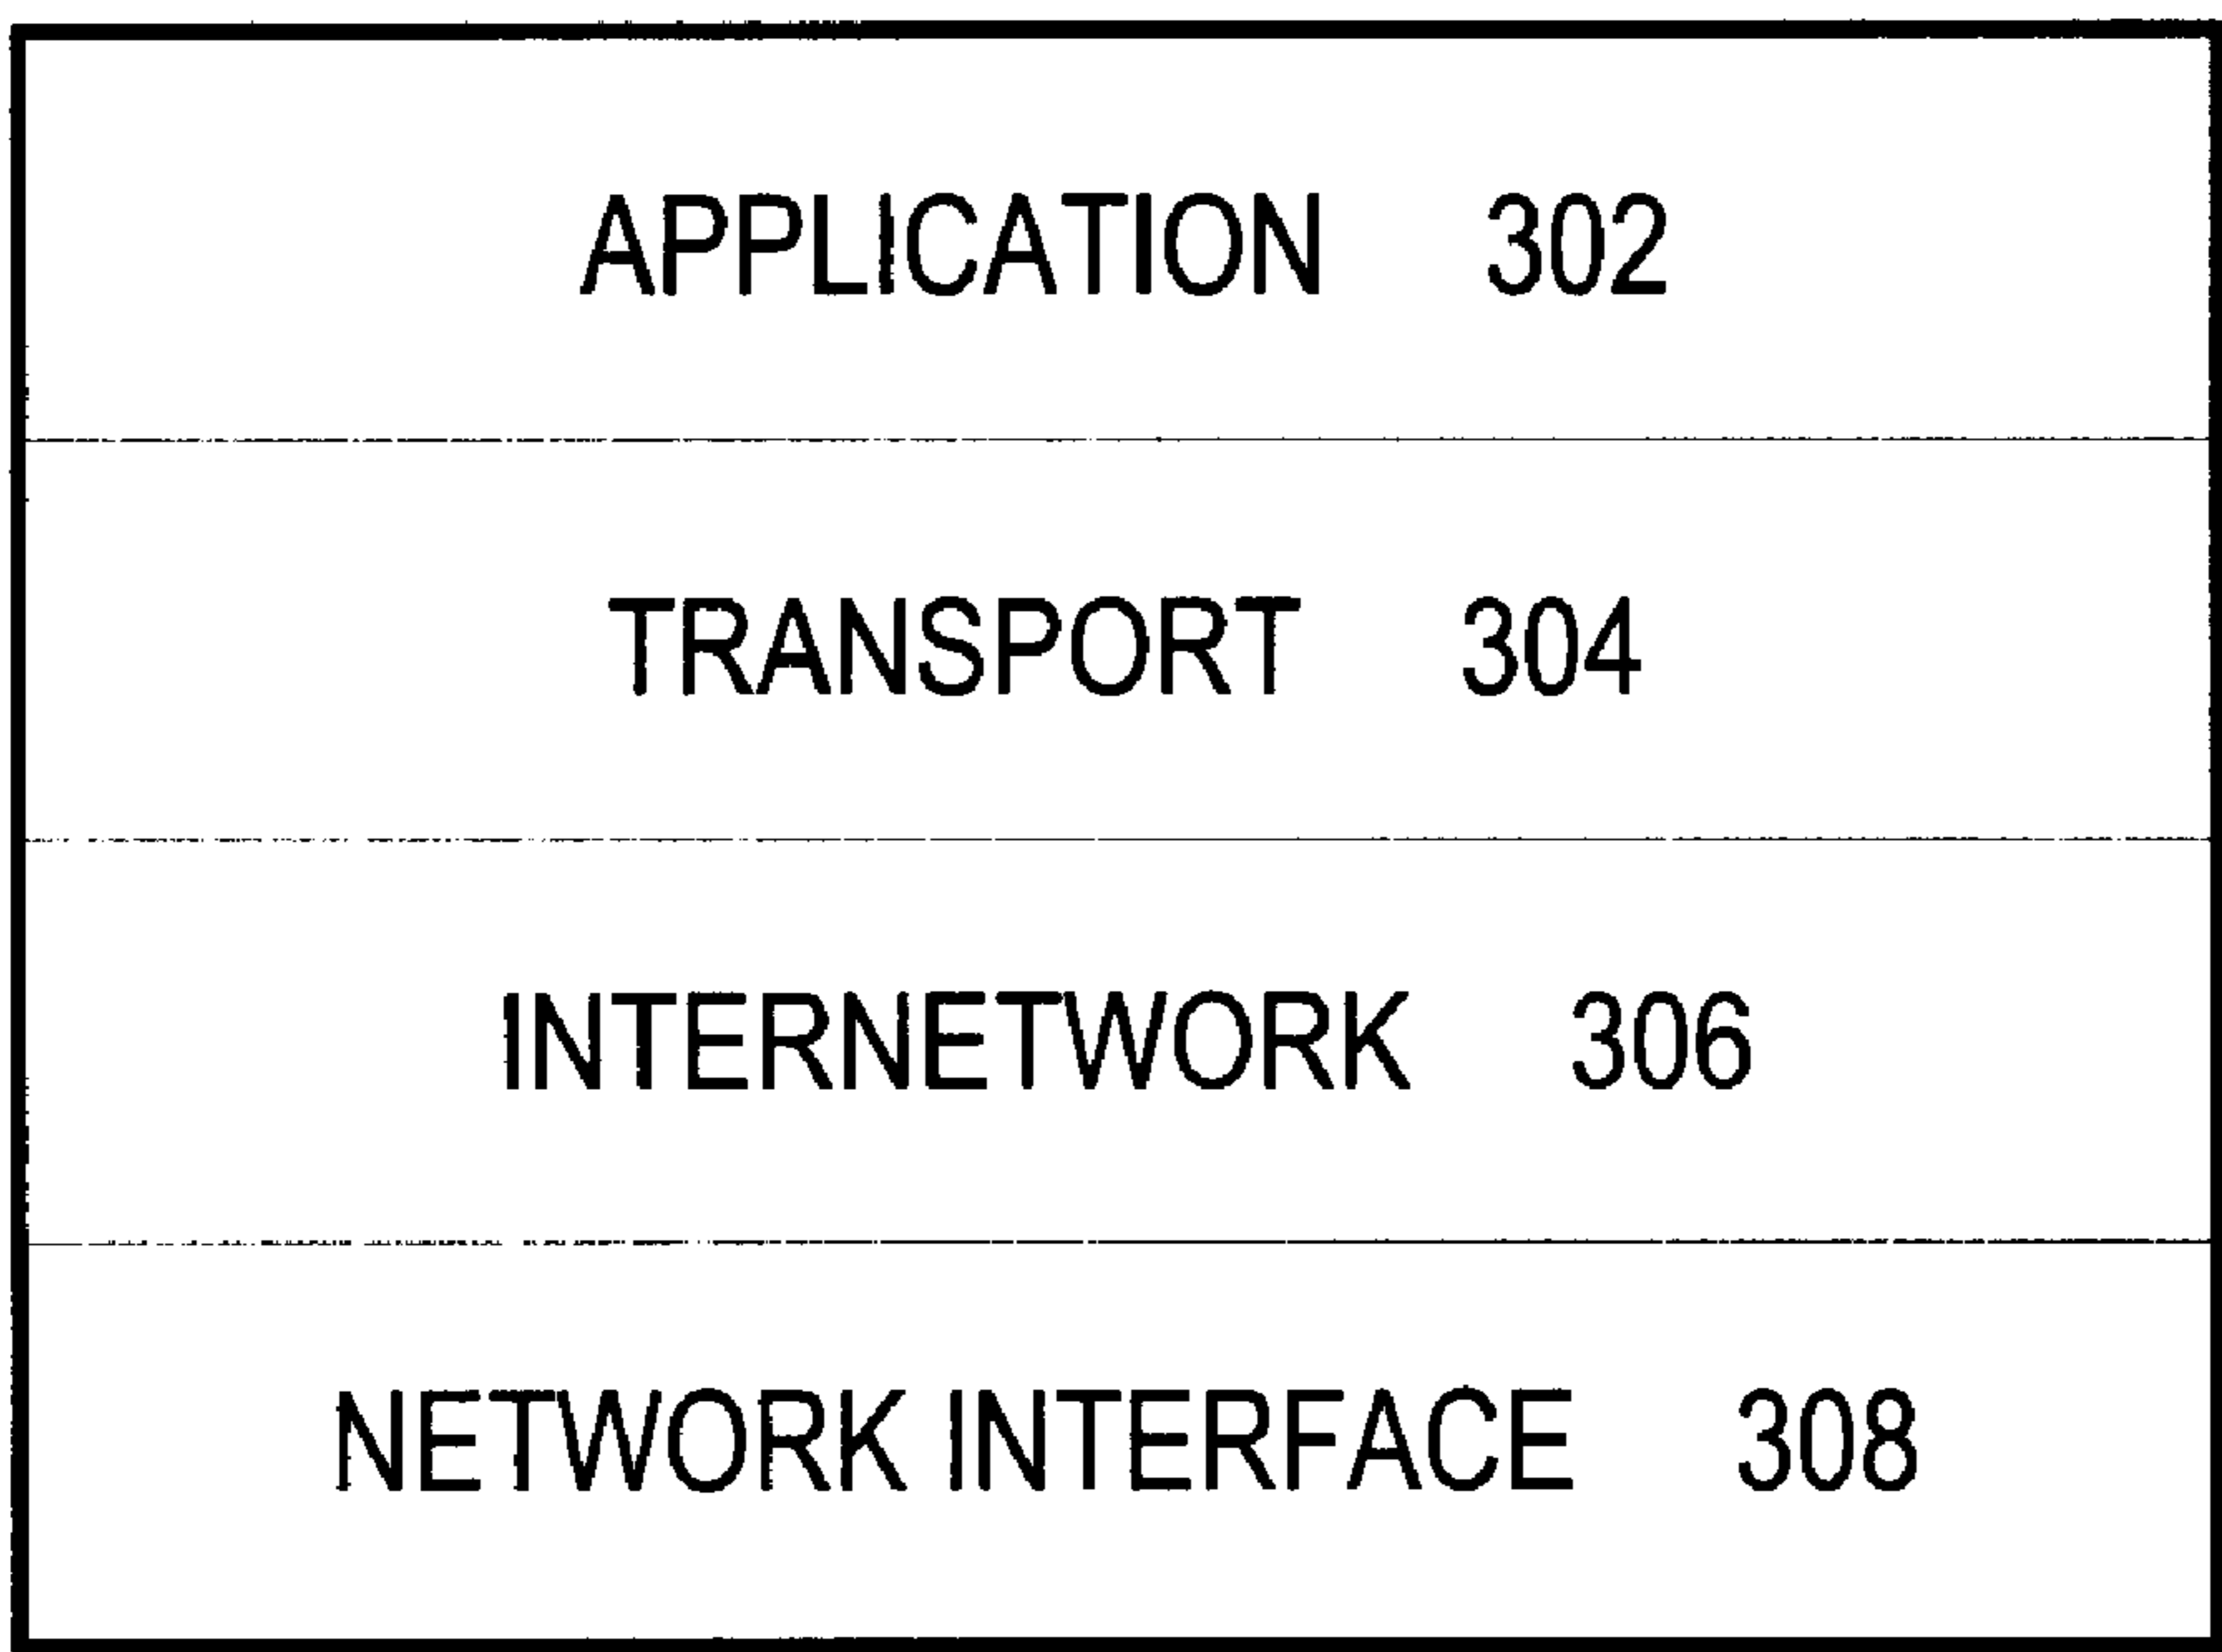 APPLICATION 302
TRANSPORT 304
INTERNETWORK 306
NETWORK INTERFACE 308